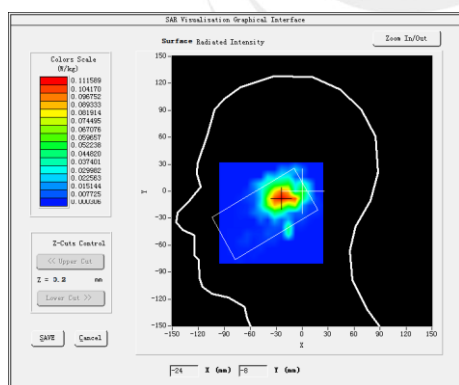 SAR Visualisation Graphical Interface
Surface Radiated Intensity
Zoom In/Out
Colors Scale
(W/kg)
0.111589
0.104170
0.096752
0.089333
0.081914
0.074495
0.067076
0.059657
0.052238
0.044820
0.037401
0.029982
0.022563
0.015144
0.007725
0.000306
Z-Cuts Control
<< Upper Cut
Z = 3.2 mm
Lower Cut >>
SAVE
Cancel
150
120
90
60
30
0
-30
-60
-90
-120
-150
Y
-150 -120 -90 -60 -30 0 30 60 90 120 150
X
-24 X (mm) -8 Y (mm)